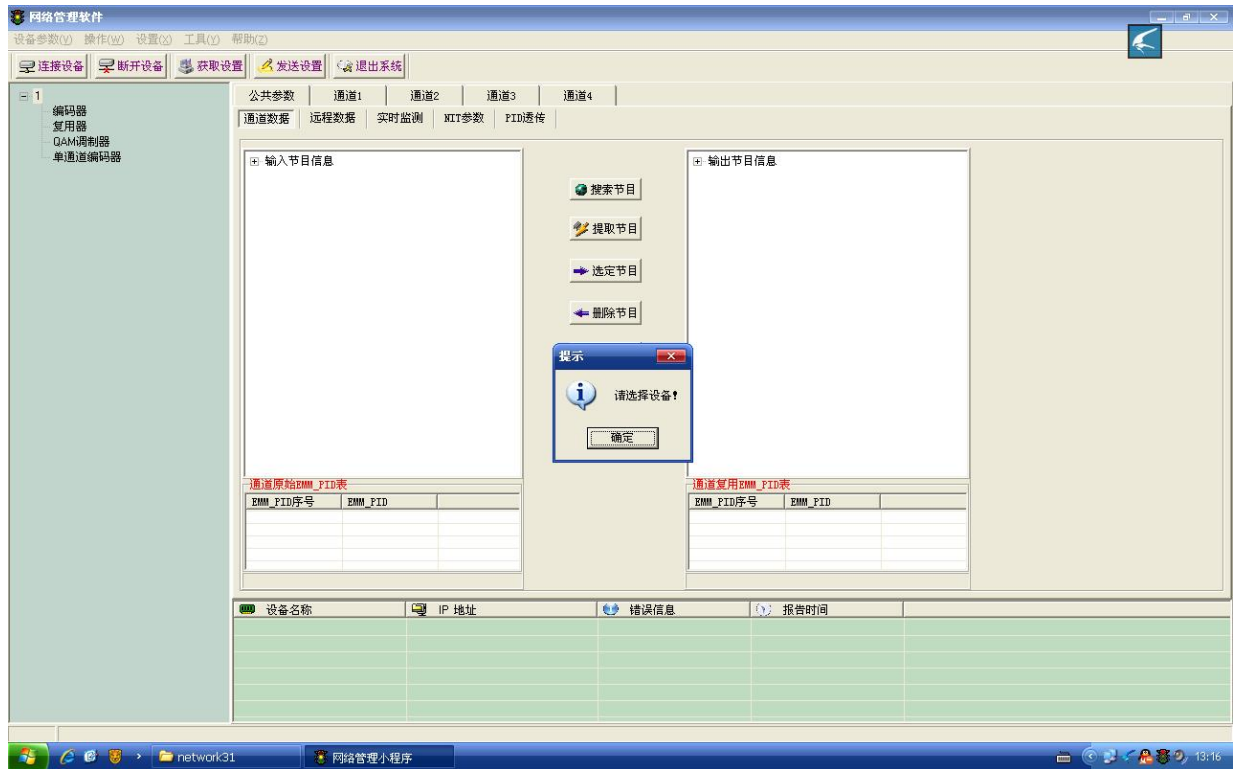 网络管理软件
设备参数(V) 操作(W) 设置(X) 工具(Y) 帮助(Z)
连接设备 断开设备 获取设置 发送设置 退出系统
1
编码器
复用器
QAM调制器
单通道编码器
公共参数 通道1 通道2 通道3 通道4
通道数据 远程数据 实时监测 NIT参数 PID透传
输入节目信息
搜索节目
提取节目
选定节目
删除节目
输出节目信息
提示
请选择设备!
确定
通道原始EMM_PID表
EMM_PID序号 EMM_PID
通道复用EMM_PID表
EMM_PID序号 EMM_PID
设备名称 IP 地址 错误信息 报告时间
network31 网络管理小程序 13:16